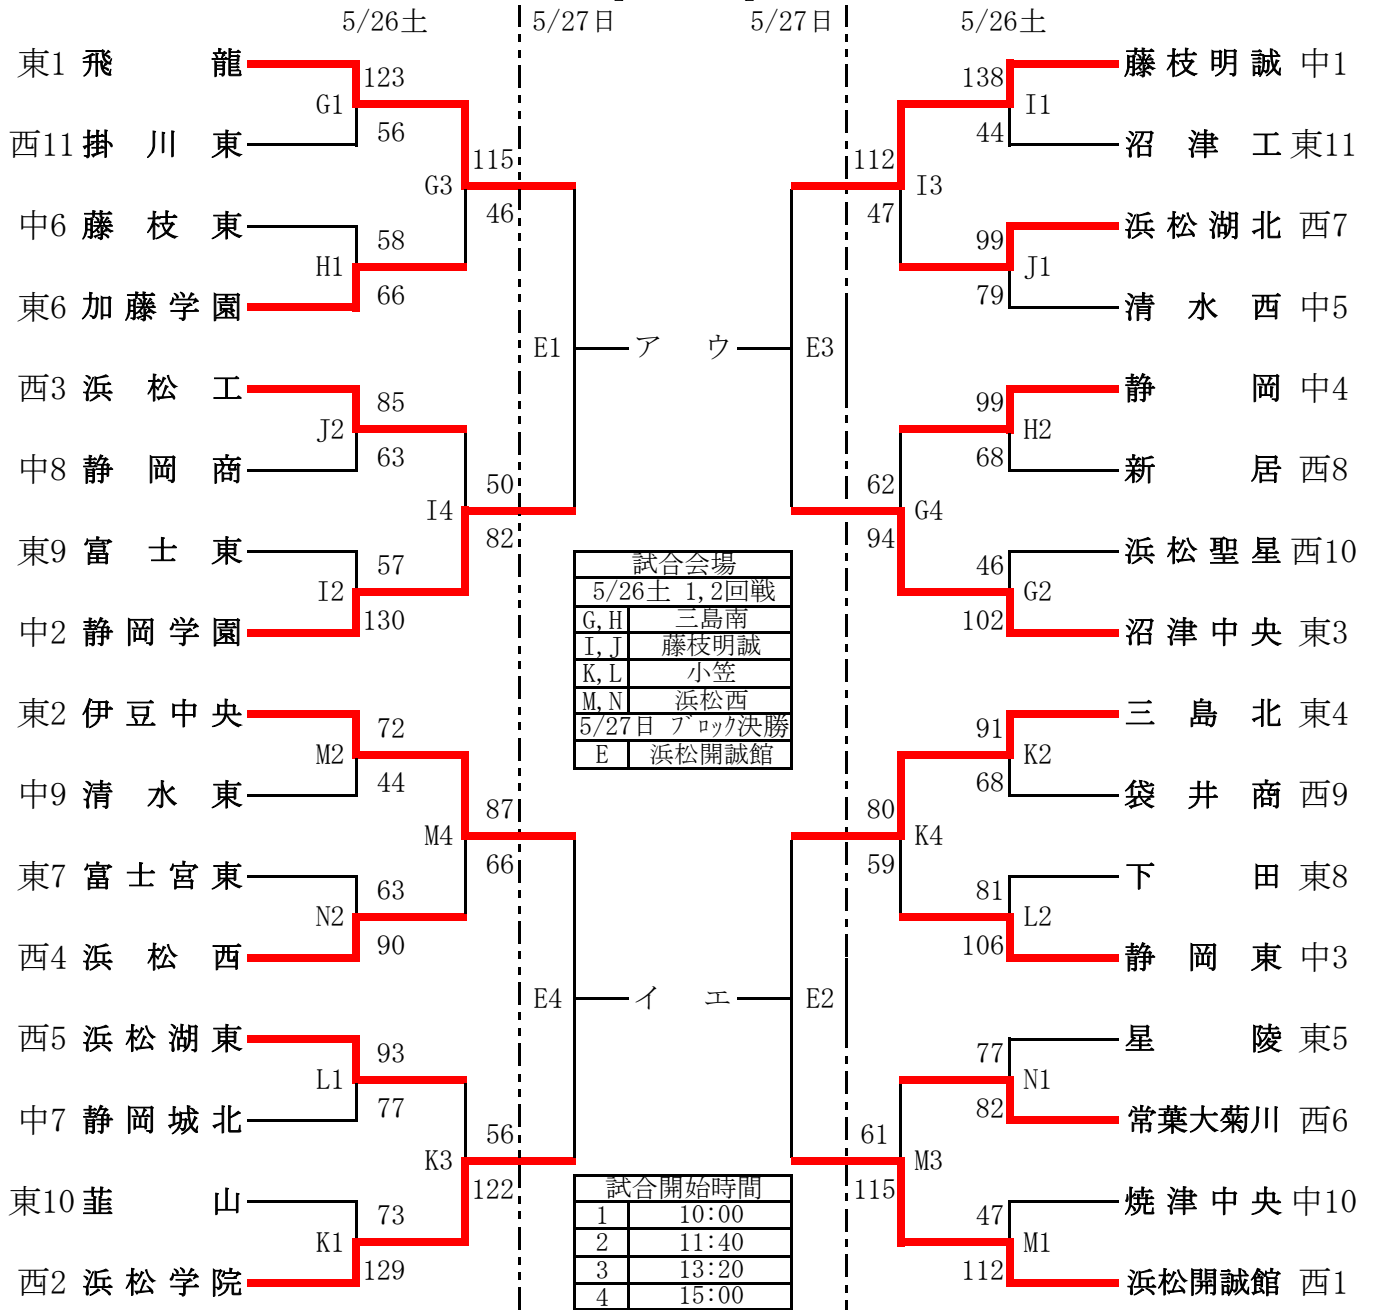 5/26土 5/27日 5/27日 5/26土
東1 飛龍 123 138 藤枝明誠 中1
G1 I1
西11 掛川東 56 44 沼津工 東11
115 112
G3 I3
46 47
中6 藤枝東 58 99 浜松湖北 西7
H1 J1
東6 加藤学園 66 79 清水西 中5
E1 ア ウ E3
西3 浜松工 85 99 静岡 中4
J2 H2
中8 静岡商 63 68 新居 西8
50 62
I4 G4
82 94
東9 富士東 57 46 浜松聖星 西10
I2 G2
中2 静岡学園 130 102 沼津中央 東3
試合会場
5/26土 1,2回戦
G,H 三島南
I,J 藤枝明誠
K,L 小笠
M,N 浜松西
5/27日 ブロック決勝
E 浜松開誠館
東2 伊豆中央 72 91 三島北 東4
M2 K2
中9 清水東 44 68 袋井商 西9
87 80
M4 K4
66 59
東7 富士宮東 63 81 下田 東8
N2 L2
西4 浜松西 90 106 静岡東 中3
E4 イ エ E2
西5 浜松湖東 93 77 星陵 東5
L1 N1
中7 静岡城北 77 82 常葉大菊川 西6
56 61
K3 M3
122 115
東10 韮山 73 47 焼津中央 中10
K1 M1
西2 浜松学院 129 112 浜松開誠館 西1
試合開始時間
1 10:00
2 11:40
3 13:20
4 15:00